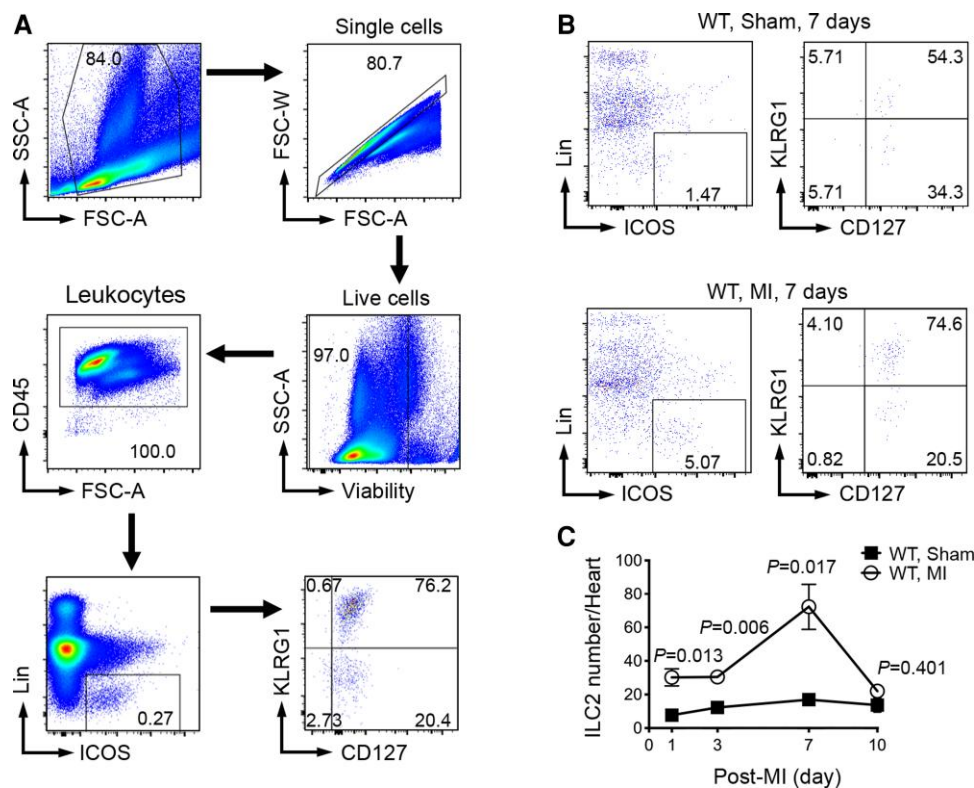 A
84.0
SSC-A
FSC-A
Single cells
80.7
FSC-W
FSC-A
Leukocytes
CD45
100.0
FSC-A
Live cells
97.0
SSC-A
Viability
Lin
0.27
ICOS
0.67
76.2
KLRG1
2.73
20.4
CD127
B
WT, Sham, 7 days
Lin
1.47
ICOS
5.71
54.3
KLRG1
5.71
34.3
CD127
WT, MI, 7 days
Lin
5.07
ICOS
4.10
74.6
KLRG1
0.82
20.5
CD127
C
WT, Sham
WT, MI
ILC2 number/Heart
100
80
60
40
20
0
P=0.013
P=0.006
P=0.017
P=0.401
0 1 3 7 10
Post-MI (day)